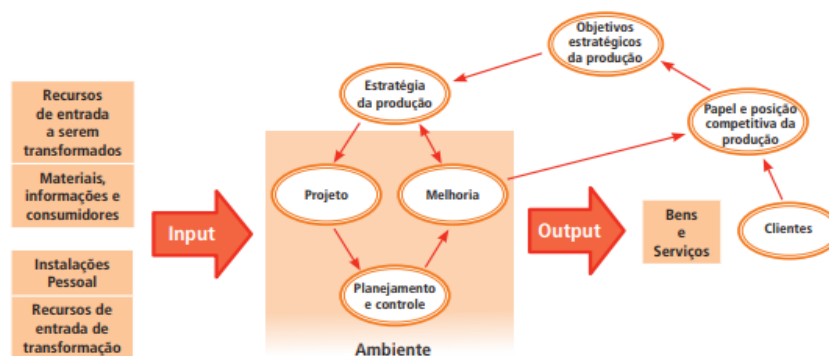 Recursos
de entrada
a serem
transformados
Materiais,
informações e
consumidores
Instalações
Pessoal
Recursos de
entrada de
transformação
Input
Estratégia
da produção
Projeto
Melhoria
Planejamento
e controle
Ambiente
Objetivos
estratégicos
da produção
Papel e posição
competitiva da
produção
Output
Bens
e
Serviços
Clientes